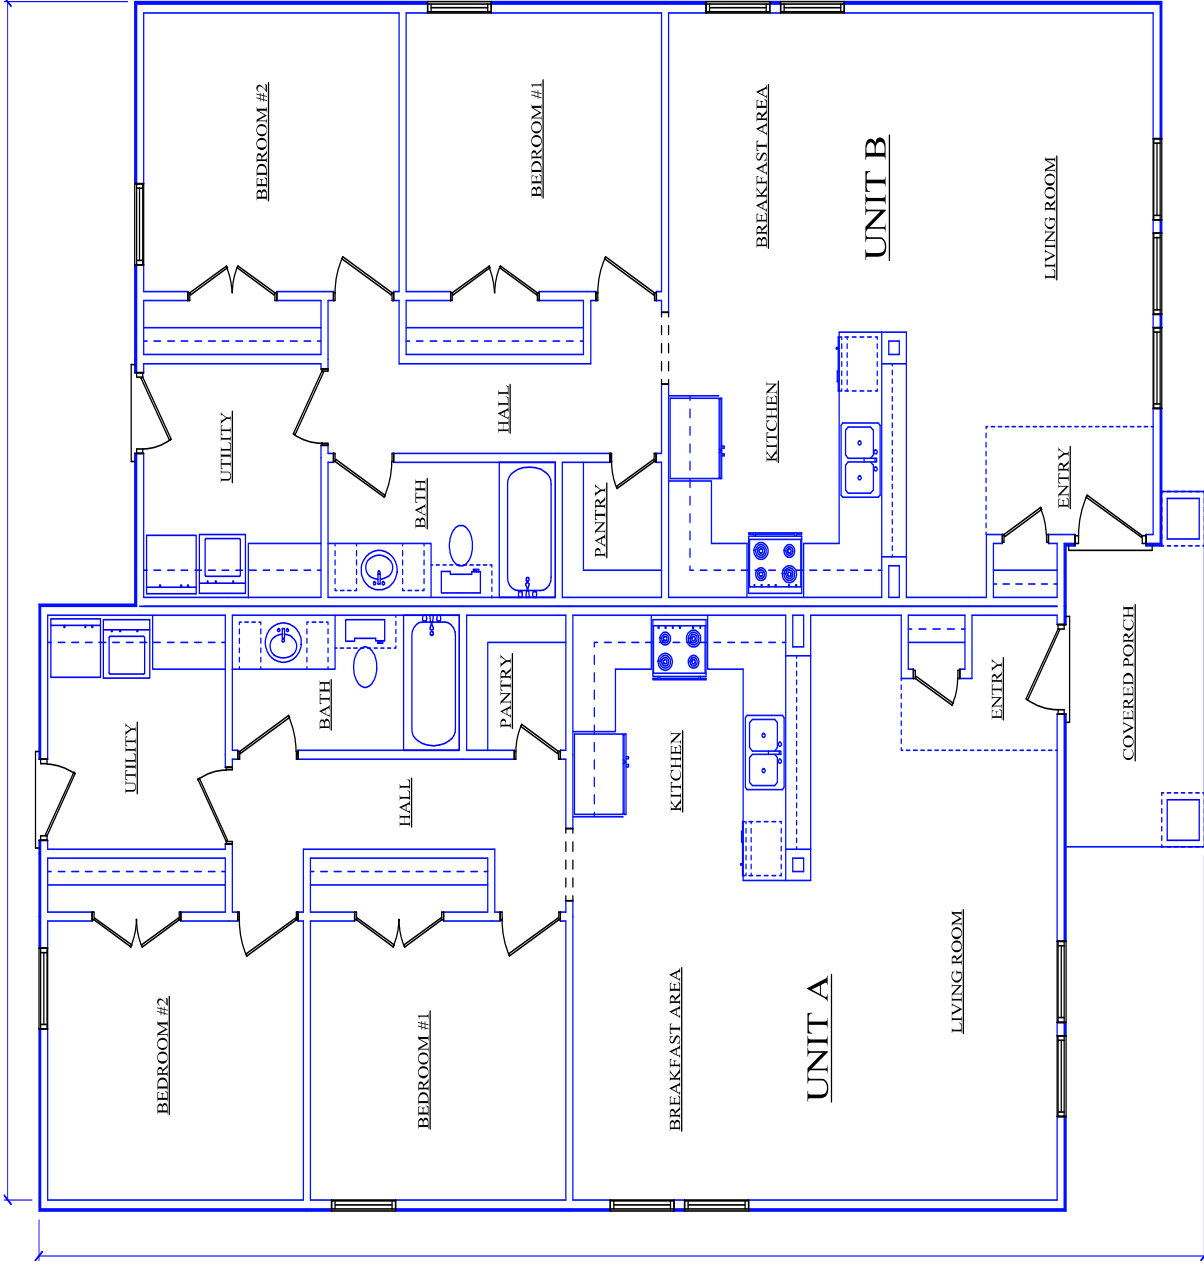 BEDROOM #2
BEDROOM #1
BREAKFAST AREA
UNIT B
LIVING ROOM
UTILITY
HALL
KITCHEN
BATH
PANTRY
ENTRY
COVERED PORCH
BATH
PANTRY
ENTRY
UTILITY
HALL
KITCHEN
BEDROOM #2
BEDROOM #1
BREAKFAST AREA
UNIT A
LIVING ROOM